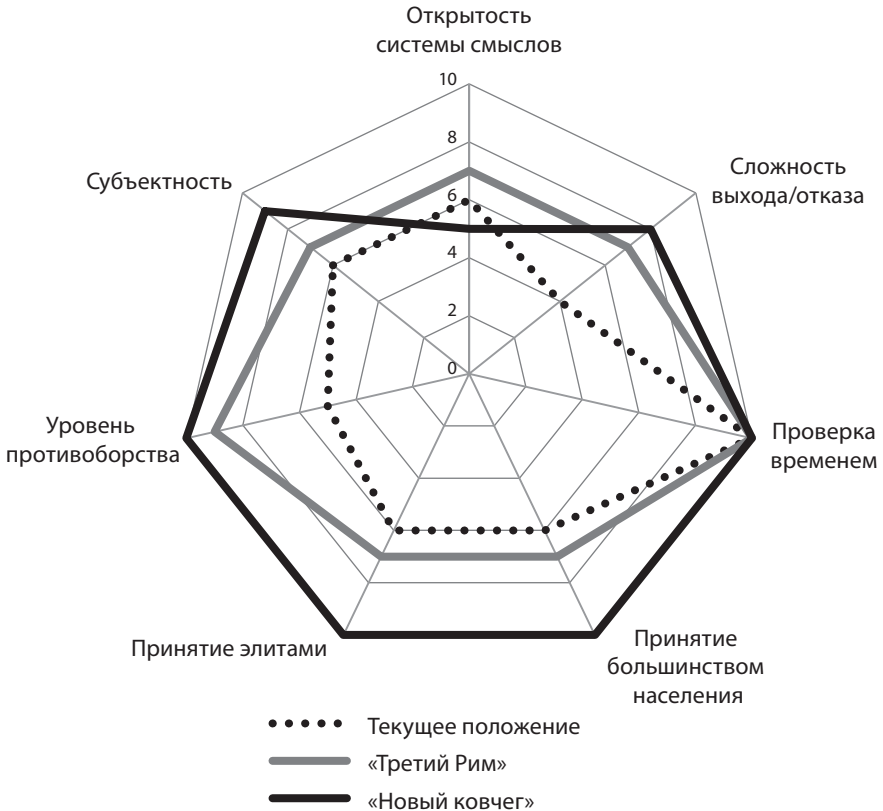 Открытость
системы смыслов
10
8
6
4
2
0
Сложность
выхода/отказа
Субъектность
Уровень
противоборства
Проверка
временем
Принятие элитами
Принятие
большинством
населения
Текущее положение
«Третий Рим»
«Новый ковчег»